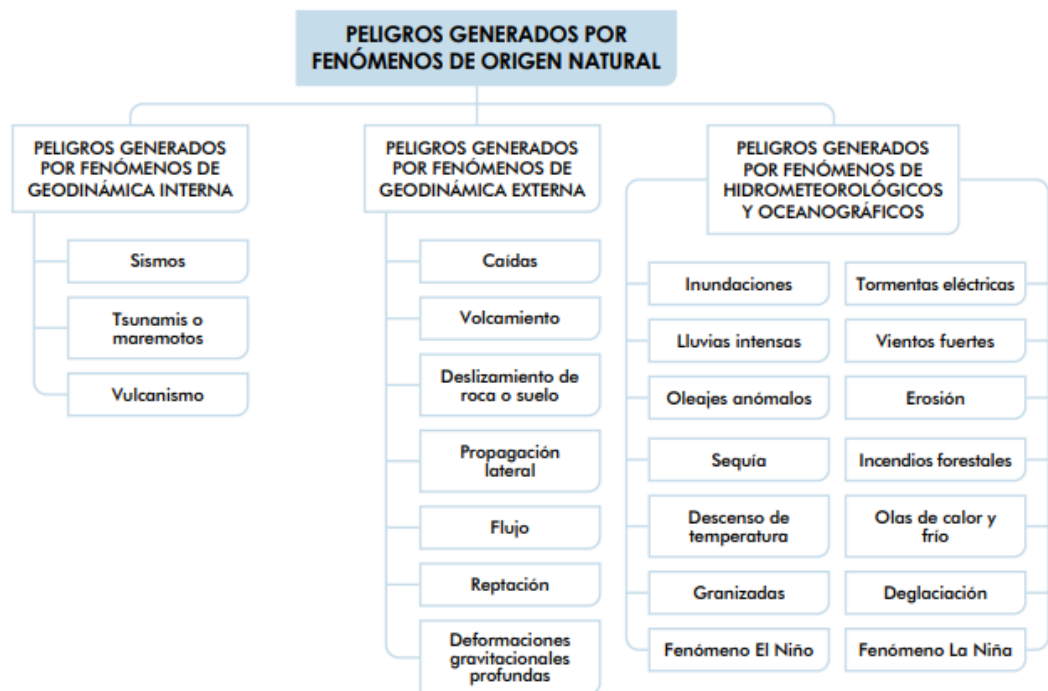 PELIGROS GENERADOS POR
FENÓMENOS DE ORIGEN NATURAL
PELIGROS GENERADOS
POR FENÓMENOS DE
GEODINÁMICA INTERNA
Sismos
Tsunamis o
maremotos
Vulcanismo
PELIGROS GENERADOS
POR FENÓMENOS DE
GEODINÁMICA EXTERNA
Caídas
Volcamiento
Deslizamiento de
roca o suelo
Propagación
lateral
Flujo
Reptación
Deformaciones
gravitacionales
profundas
PELIGROS GENERADOS
POR FENÓMENOS DE
HIDROMETEOROLÓGICOS
Y OCEANOGRÁFICOS
Inundaciones
Lluvias intensas
Oleajes anómalos
Sequía
Descenso de
temperatura
Granizadas
Fenómeno El Niño
Tormentas eléctricas
Vientos fuertes
Erosión
Incendios forestales
Olas de calor y
frío
Deglaciación
Fenómeno La Niña